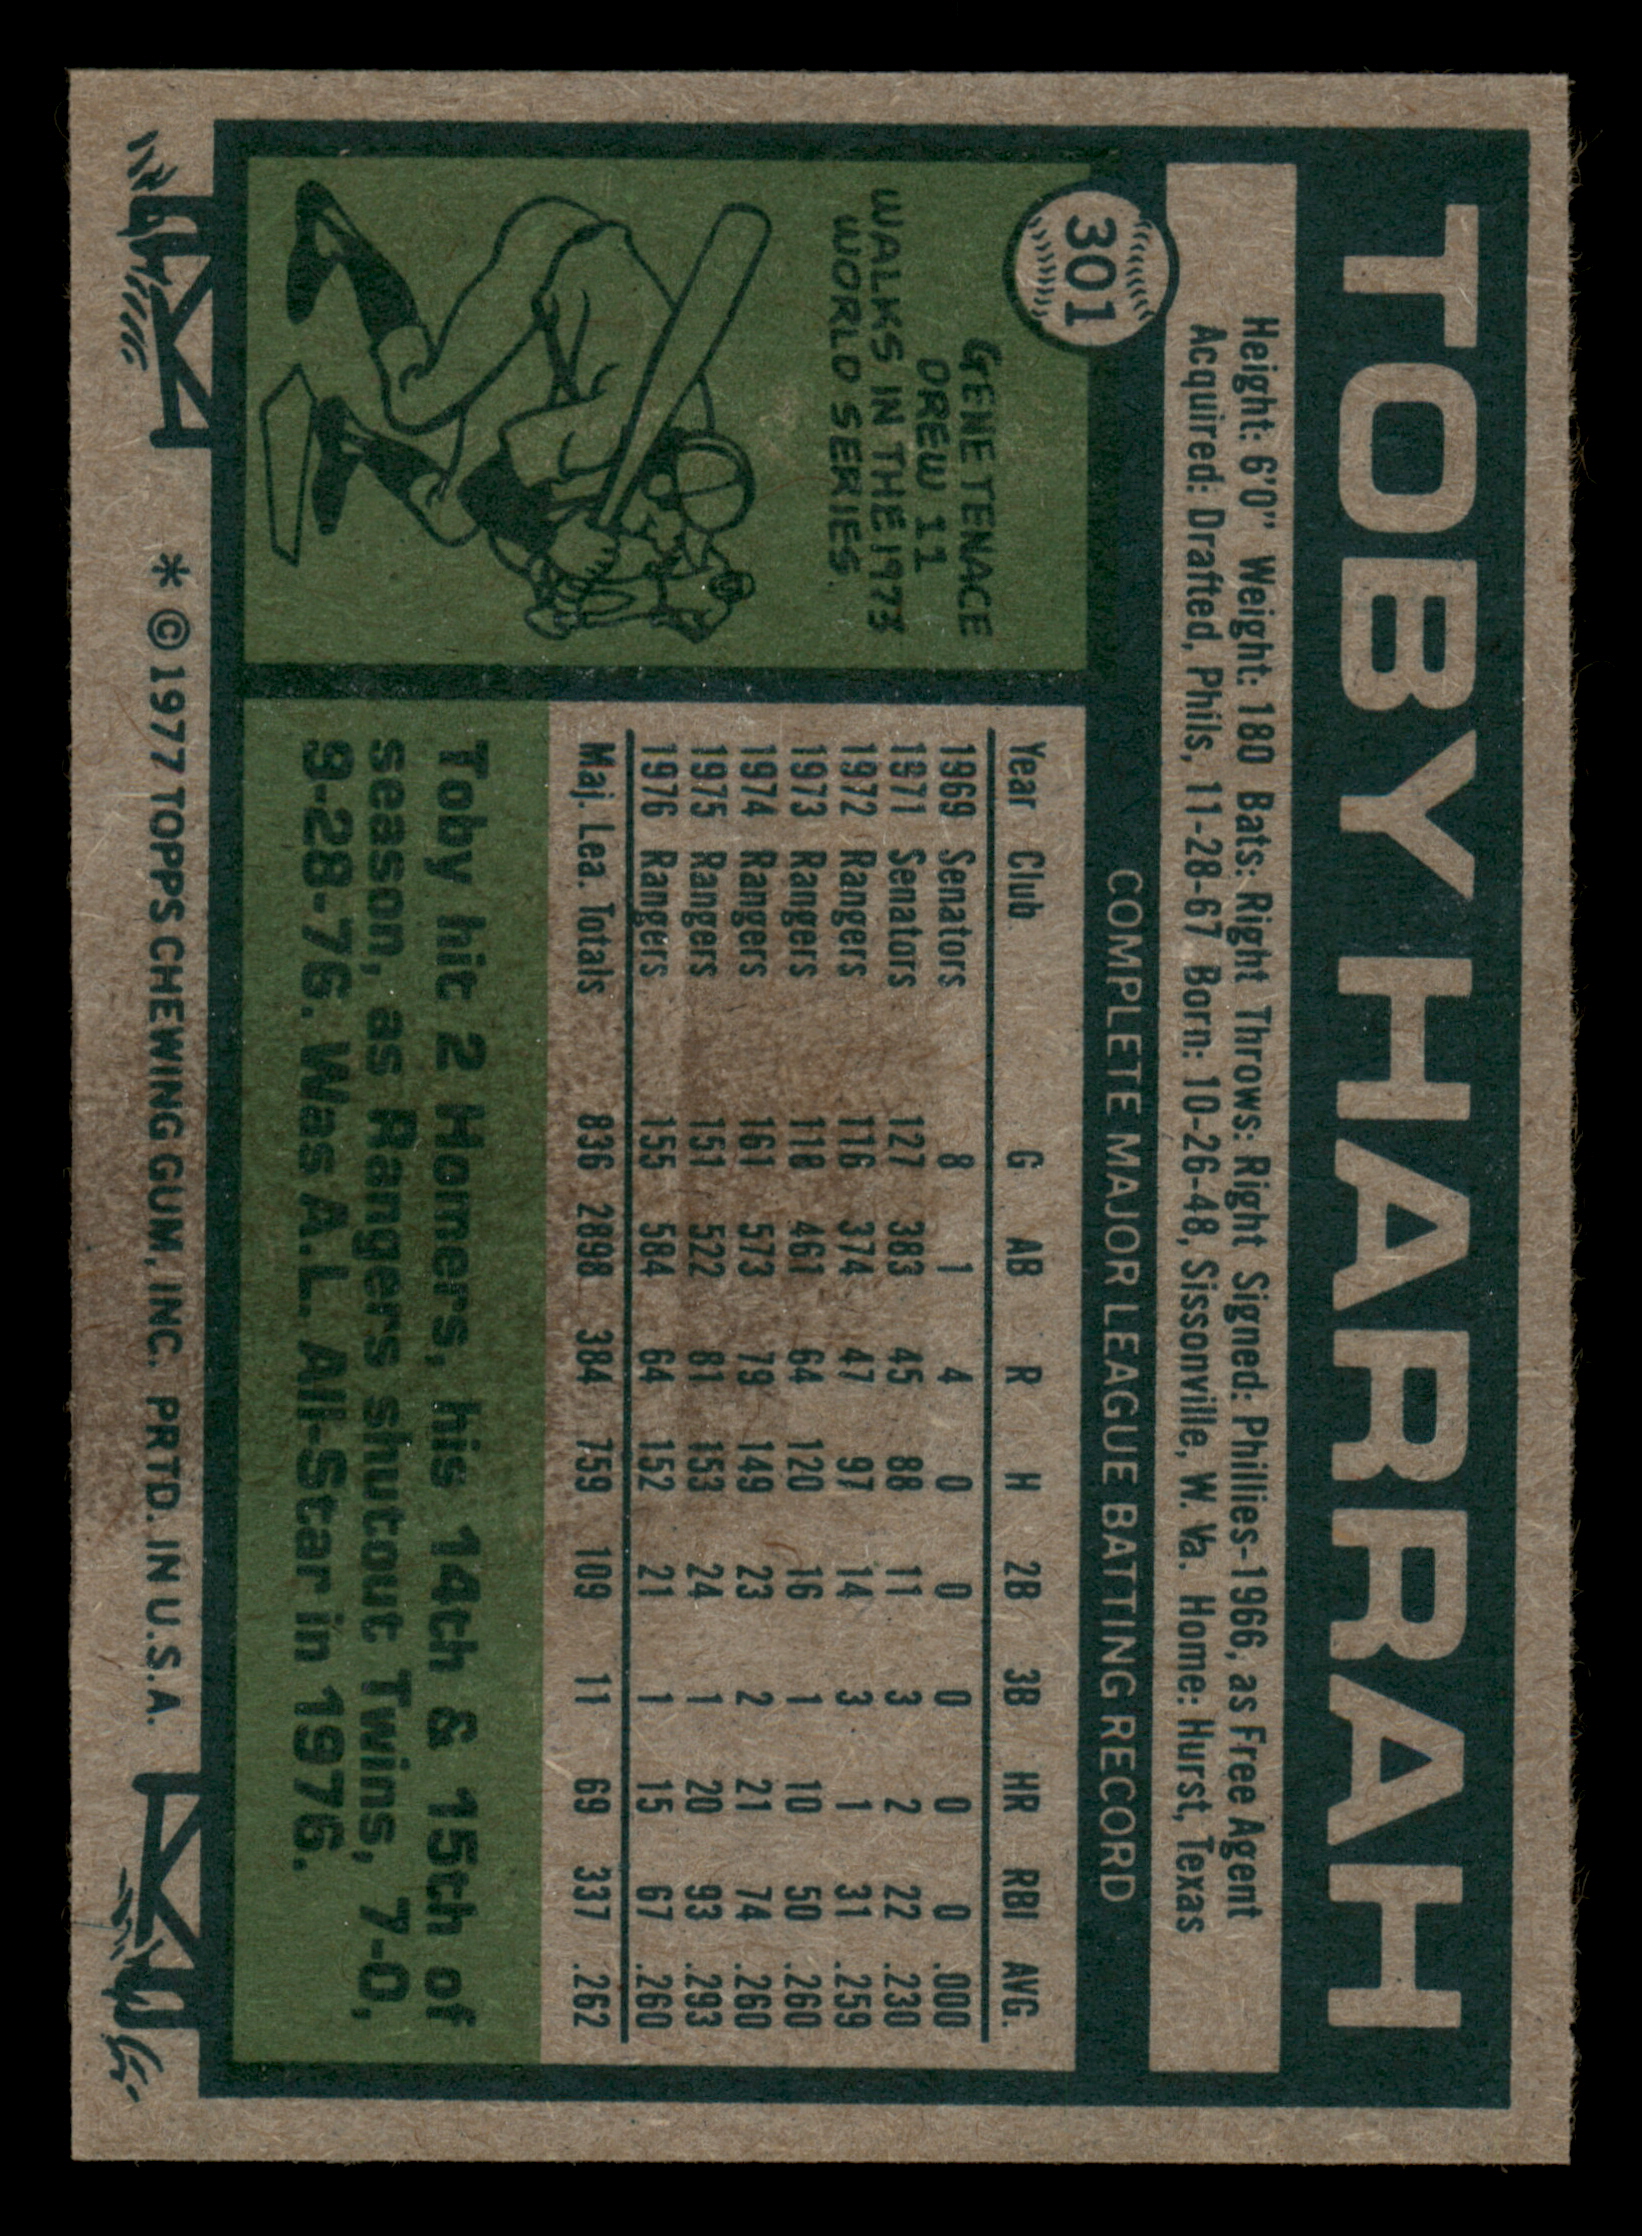 TOBY HARRAH
Height: 6'0" Weight: 180 Bats: Right Throws: Right Signed: Phillies-1966, as Free Agent
Acquired: Drafted, Phils, 11-28-67 Born: 10-26-48, Sissonville, W. Va. Home: Hurst, Texas
301
COMPLETE MAJOR LEAGUE BATTING RECORD
GENE TENACE
DREW 11
WALKS IN THE 1973
WORLD SERIES
Year Club G AB R H 2B 3B HR RBI AVG.
1969 Senators 8 1 4 0 0 0 0 0 .000
1971 Senators 127 383 45 88 11 3 2 22 .230
1972 Rangers 116 374 47 97 14 3 1 31 .259
1973 Rangers 118 461 64 120 16 1 10 50 .260
1974 Rangers 161 573 79 149 23 2 21 74 .260
1975 Rangers 151 522 81 153 24 1 20 93 .293
1976 Rangers 155 584 64 152 21 1 15 67 .260
Maj. Lea. Totals 836 2898 384 759 109 11 69 337 .262
Toby hit 2 Homers, his 14th & 15th of
season, as Rangers shutout Twins, 7-0,
9-28-76. Was A.L. All-Star in 1976.
* © 1977 TOPPS CHEWING GUM, INC. PRTD. IN U.S.A.